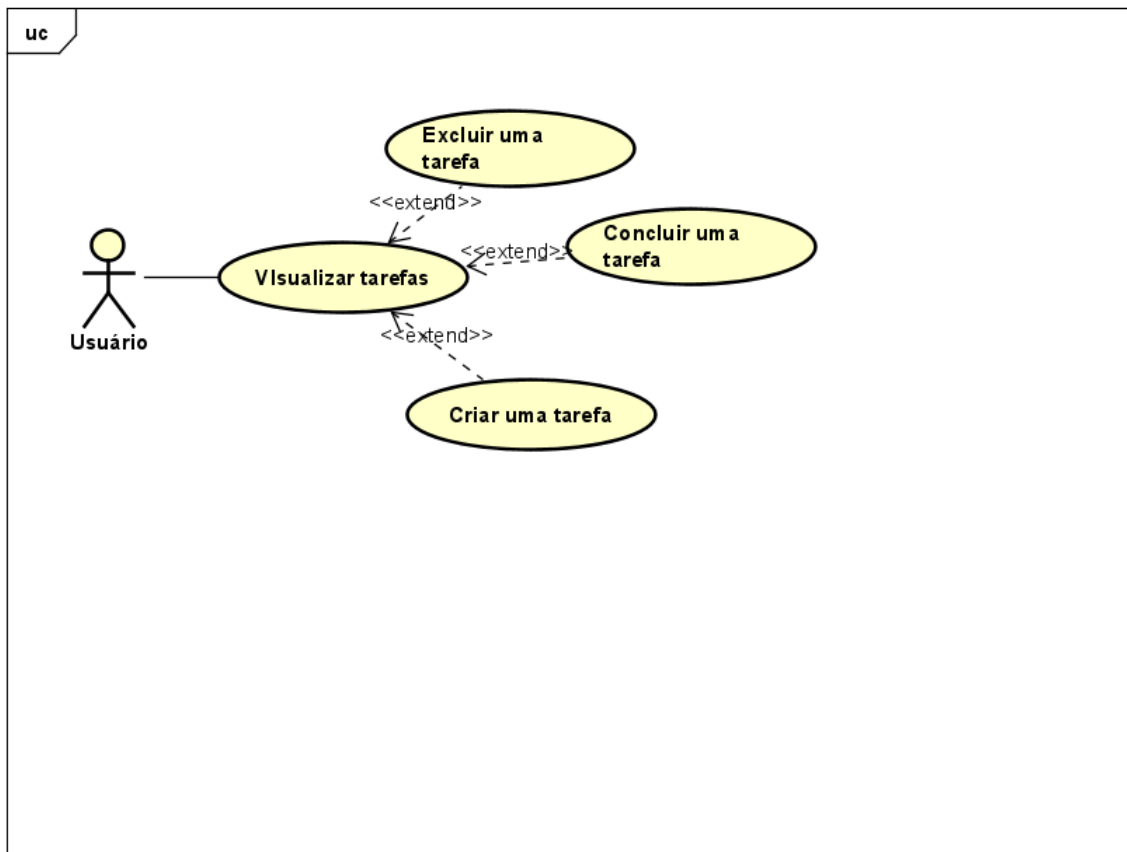 uc
Excluir uma
tarefa
<<extend>>
Concluir uma
tarefa
<<extend>>
VIsualizar tarefas
Usuário
<<extend>>
Criar uma tarefa